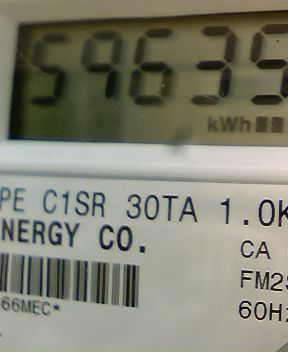 59635
kWh
PE C1SR 30TA 1.0K
NERGY CO.
CA
FM2S
60Hz
66MEC*